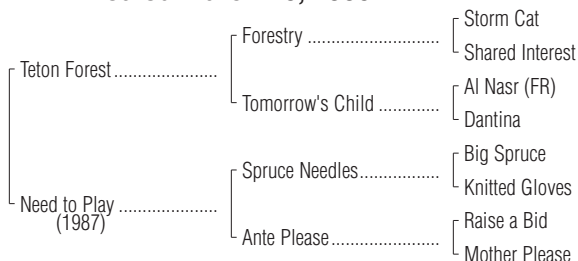 Forestry
Storm Cat
Shared Interest
Teton Forest
Tomorrow's Child
Al Nasr (FR)
Dantina
Need to Play
(1987)
Spruce Needles
Big Spruce
Knitted Gloves
Ante Please
Raise a Bid
Mother Please